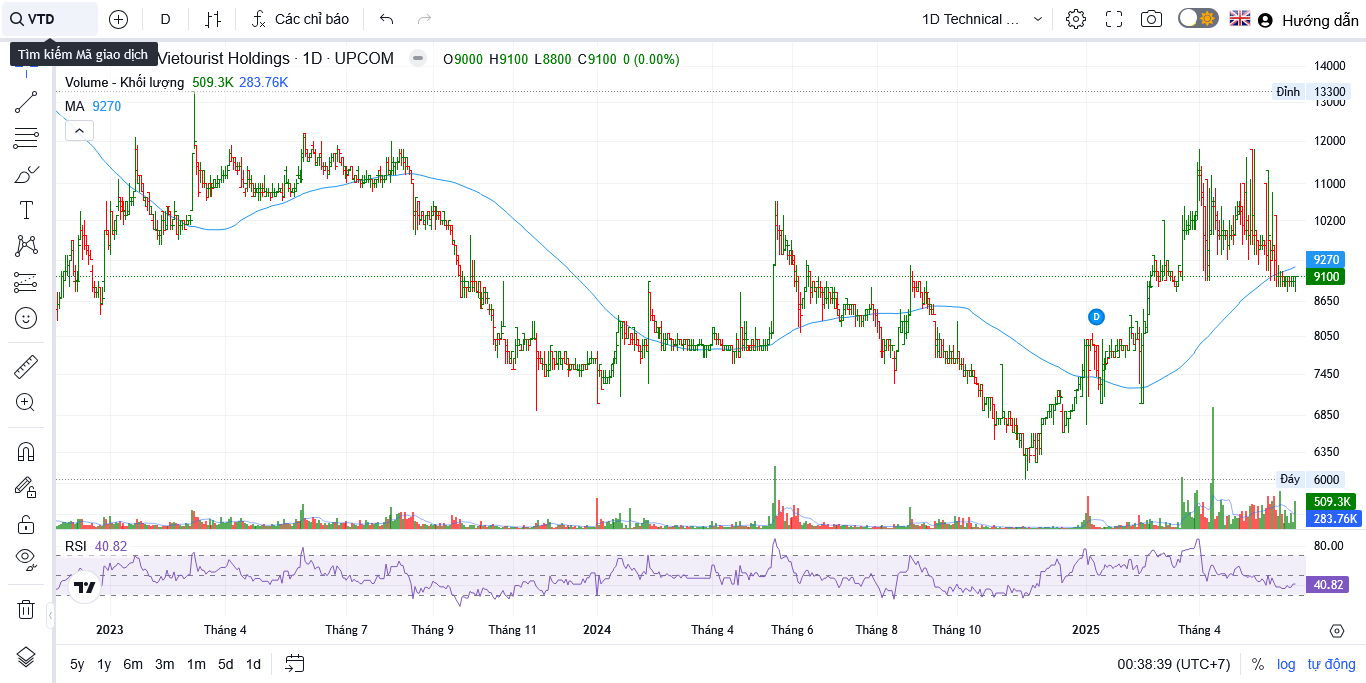 VTD D Các chỉ báo 1D Technical ... Hướng dẫn
Tìm kiếm Mã giao dịch
Vietourist Holdings · 1D · UPCOM O9000 H9100 L8800 C9100 0 (0.00%)
Volume - Khối lượng 509.3K 283.76K
MA 9270
14000
Đỉnh 13300
13000
12000
11000
10200
9270
9100
8650
D
8050
7450
6850
6350
Đáy 6000
509.3K
283.76K
RSI 40.82
80.00
40.82
2023 Tháng 4 Tháng 7 Tháng 9 Tháng 11 2024 Tháng 4 Tháng 6 Tháng 8 Tháng 10 2025 Tháng 4
5y 1y 6m 3m 1m 5d 1d 00:38:39 (UTC+7) % log tự động